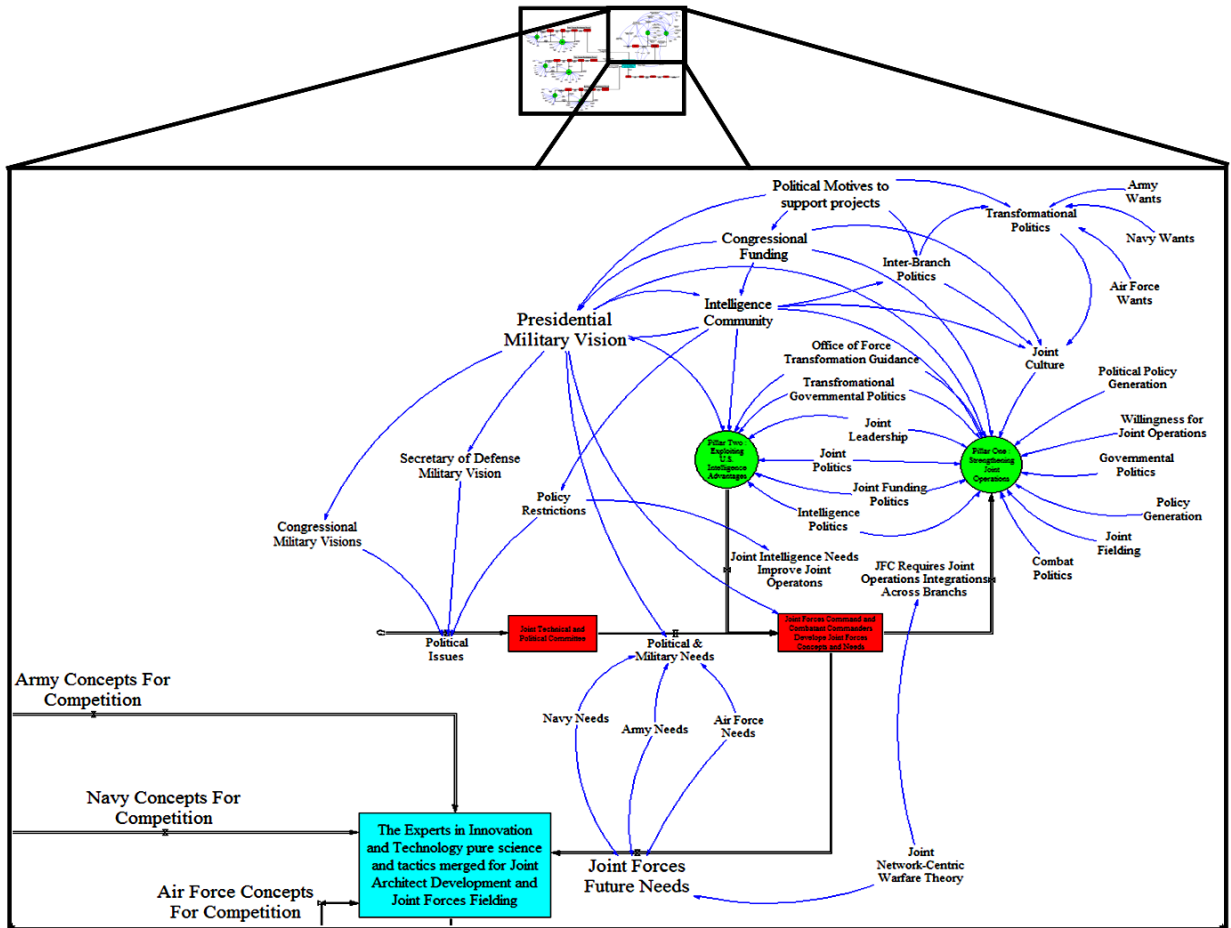 Political Motives to
support projects
Army
Wants
Transformational
Politics
Navy Wants
Congressional
Funding
Inter-Branch
Politics
Air Force
Wants
Intelligence
Community
Presidential
Military Vision
Joint
Culture
Office of Force
Transformation Guidance
Political Policy
Generation
Transfromational
Governmental Politics
Joint
Leadership
Willingness for
Joint Operations
Pillar Two :
Exploiting
U.S.
Intelligence
Advantages
Pillar One :
Strengthening
Joint
Operations
Joint
Politics
Governmental
Politics
Secretary of Defense
Military Vision
Joint Funding
Politics
Policy
Restrictions
Intelligence
Politics
Policy
Generation
Congressional
Military Visions
Joint
Fielding
Combat
Politics
Joint Intelligence Needs
Improve Joint
Operatons
JFC Requires Joint
Operations Integrations
Across Branchs
Political
Issues
Joint Technical and
Political Committee
Political &
Military Needs
Joint Forces Command and
Combatant Commanders
Develope Joint Forces
Concepts and Needs
Army Concepts For
Competition
Navy Needs
Army Needs
Air Force
Needs
Navy Concepts For
Competition
The Experts in Innovation
and Technology pure science
and tactics merged for Joint
Architect Development and
Joint Forces Fielding
Joint Forces
Future Needs
Joint
Network-Centric
Warfare Theory
Air Force Concepts
For Competition